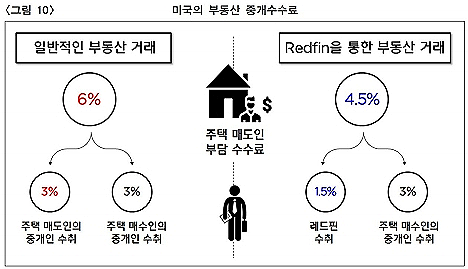 <그림 10>
미국의 부동산 중개수수료
일반적인 부동산 거래
6%
3%
주택 매도인의
중개인 수취
3%
주택 매수인의
중개인 수취
$
주택 매도인
부담 수수료
Redfin을 통한 부동산 거래
4.5%
1.5%
레드핀
수취
3%
주택 매수인의
중개인 수취